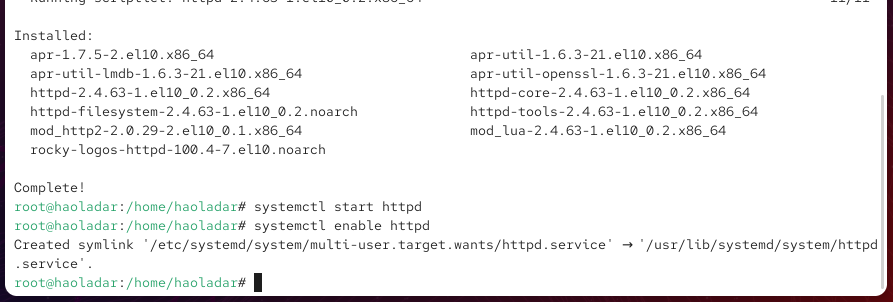 Running scriptlet: httpd-2.4.63-1.el10_0.2.x86_64 11/11
Installed:
apr-1.7.5-2.el10.x86_64 apr-util-1.6.3-21.el10.x86_64
apr-util-lmdb-1.6.3-21.el10.x86_64 apr-util-openssl-1.6.3-21.el10.x86_64
httpd-2.4.63-1.el10_0.2.x86_64 httpd-core-2.4.63-1.el10_0.2.x86_64
httpd-filesystem-2.4.63-1.el10_0.2.noarch httpd-tools-2.4.63-1.el10_0.2.x86_64
mod_http2-2.0.29-2.el10_0.1.x86_64 mod_lua-2.4.63-1.el10_0.2.x86_64
rocky-logos-httpd-100.4-7.el10.noarch
Complete!
root@haoladar:/home/haoladar# systemctl start httpd
root@haoladar:/home/haoladar# systemctl enable httpd
Created symlink '/etc/systemd/system/multi-user.target.wants/httpd.service' → '/usr/lib/systemd/system/httpd
.service'.
root@haoladar:/home/haoladar#